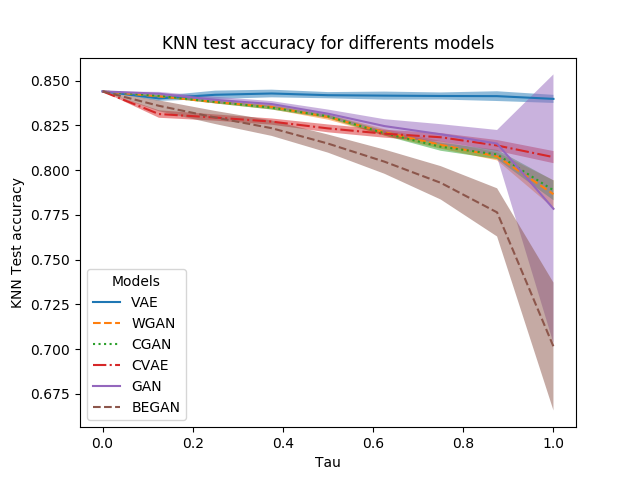 KNN test accuracy for differents models
KNN Test accuracy
0.850
0.825
0.800
0.775
0.750
0.725
0.700
0.675
Models
VAE
WGAN
CGAN
CVAE
GAN
BEGAN
0.0 0.2 0.4 0.6 0.8 1.0
Tau